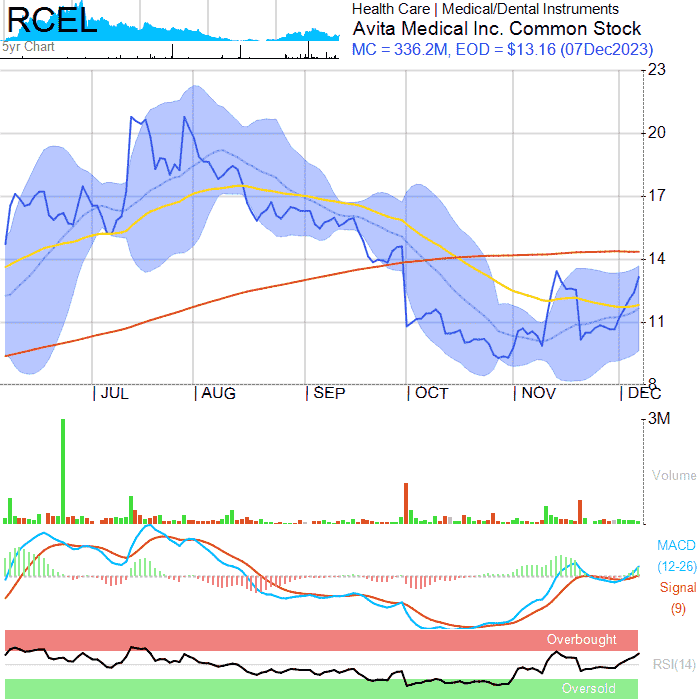 RCEL
5yr Chart
Health Care | Medical/Dental Instruments
Avita Medical Inc. Common Stock
MC = 336.2M, EOD = $13.16 (07Dec2023)
23
20
17
14
11
8
JUL
AUG
SEP
OCT
NOV
DEC
3M
Volume
MACD
(12-26)
Signal
(9)
Overbought
RSI(14)
Oversold